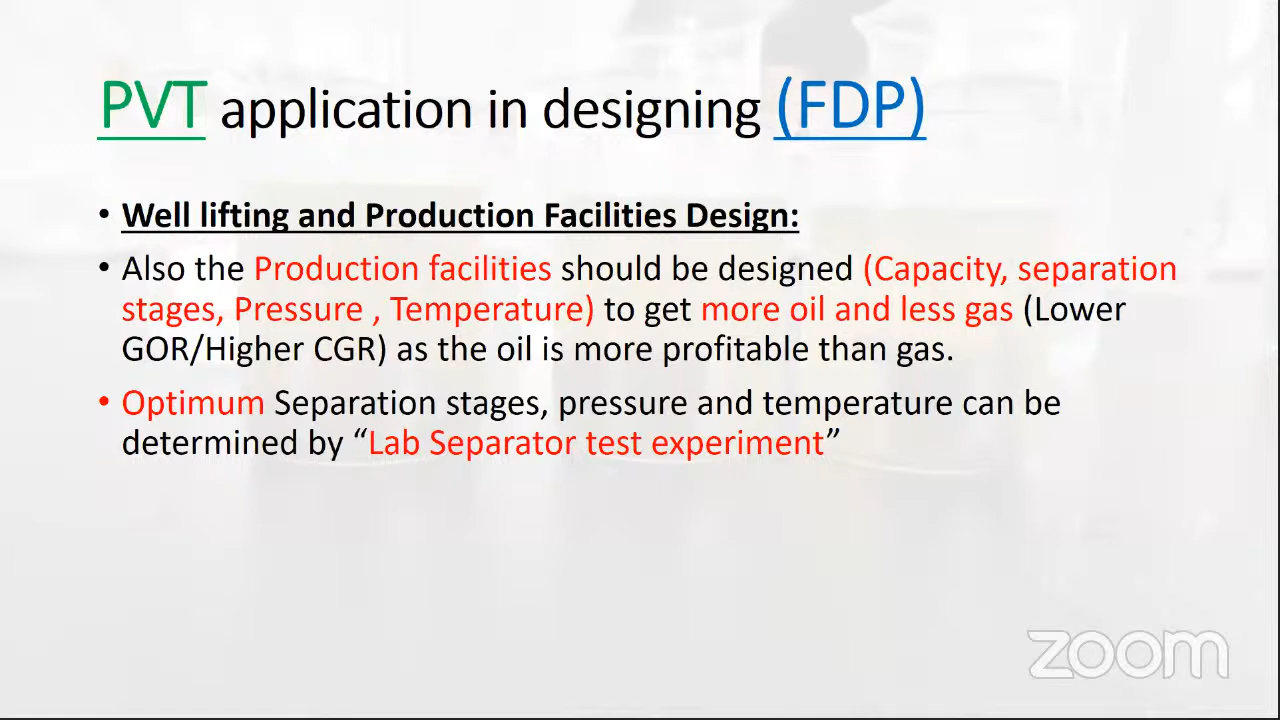 PVT application in designing (FDP)
• Well lifting and Production Facilities Design:
• Also the Production facilities should be designed (Capacity, separation
stages, Pressure , Temperature) to get more oil and less gas (Lower
GOR/Higher CGR) as the oil is more profitable than gas.
• Optimum Separation stages, pressure and temperature can be
determined by “Lab Separator test experiment”
zoom